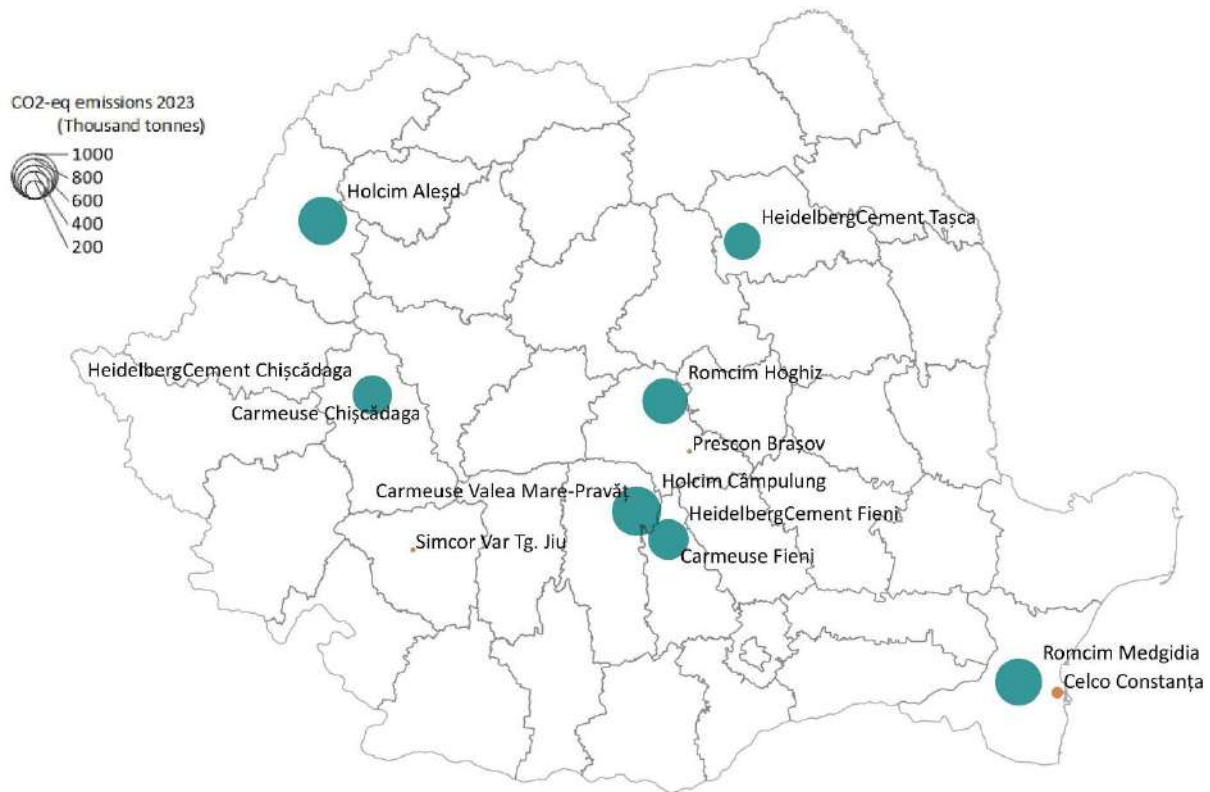 CO2-eq emissions 2023
(Thousand tonnes)
1000
800
600
400
200
Holcim Aleșd
HeidelbergCement Tașca
HeidelbergCement Chișcădaga
Carmeuse Chișcădaga
Romcim Hoghiz
Prescon Brașov
Carmeuse Valea Mare-Pravăț
Holcim Câmpulung
HeidelbergCement Fieni
Simcor Var Tg. Jiu
Carmeuse Fieni
Romcim Medgidia
Celco Constanța